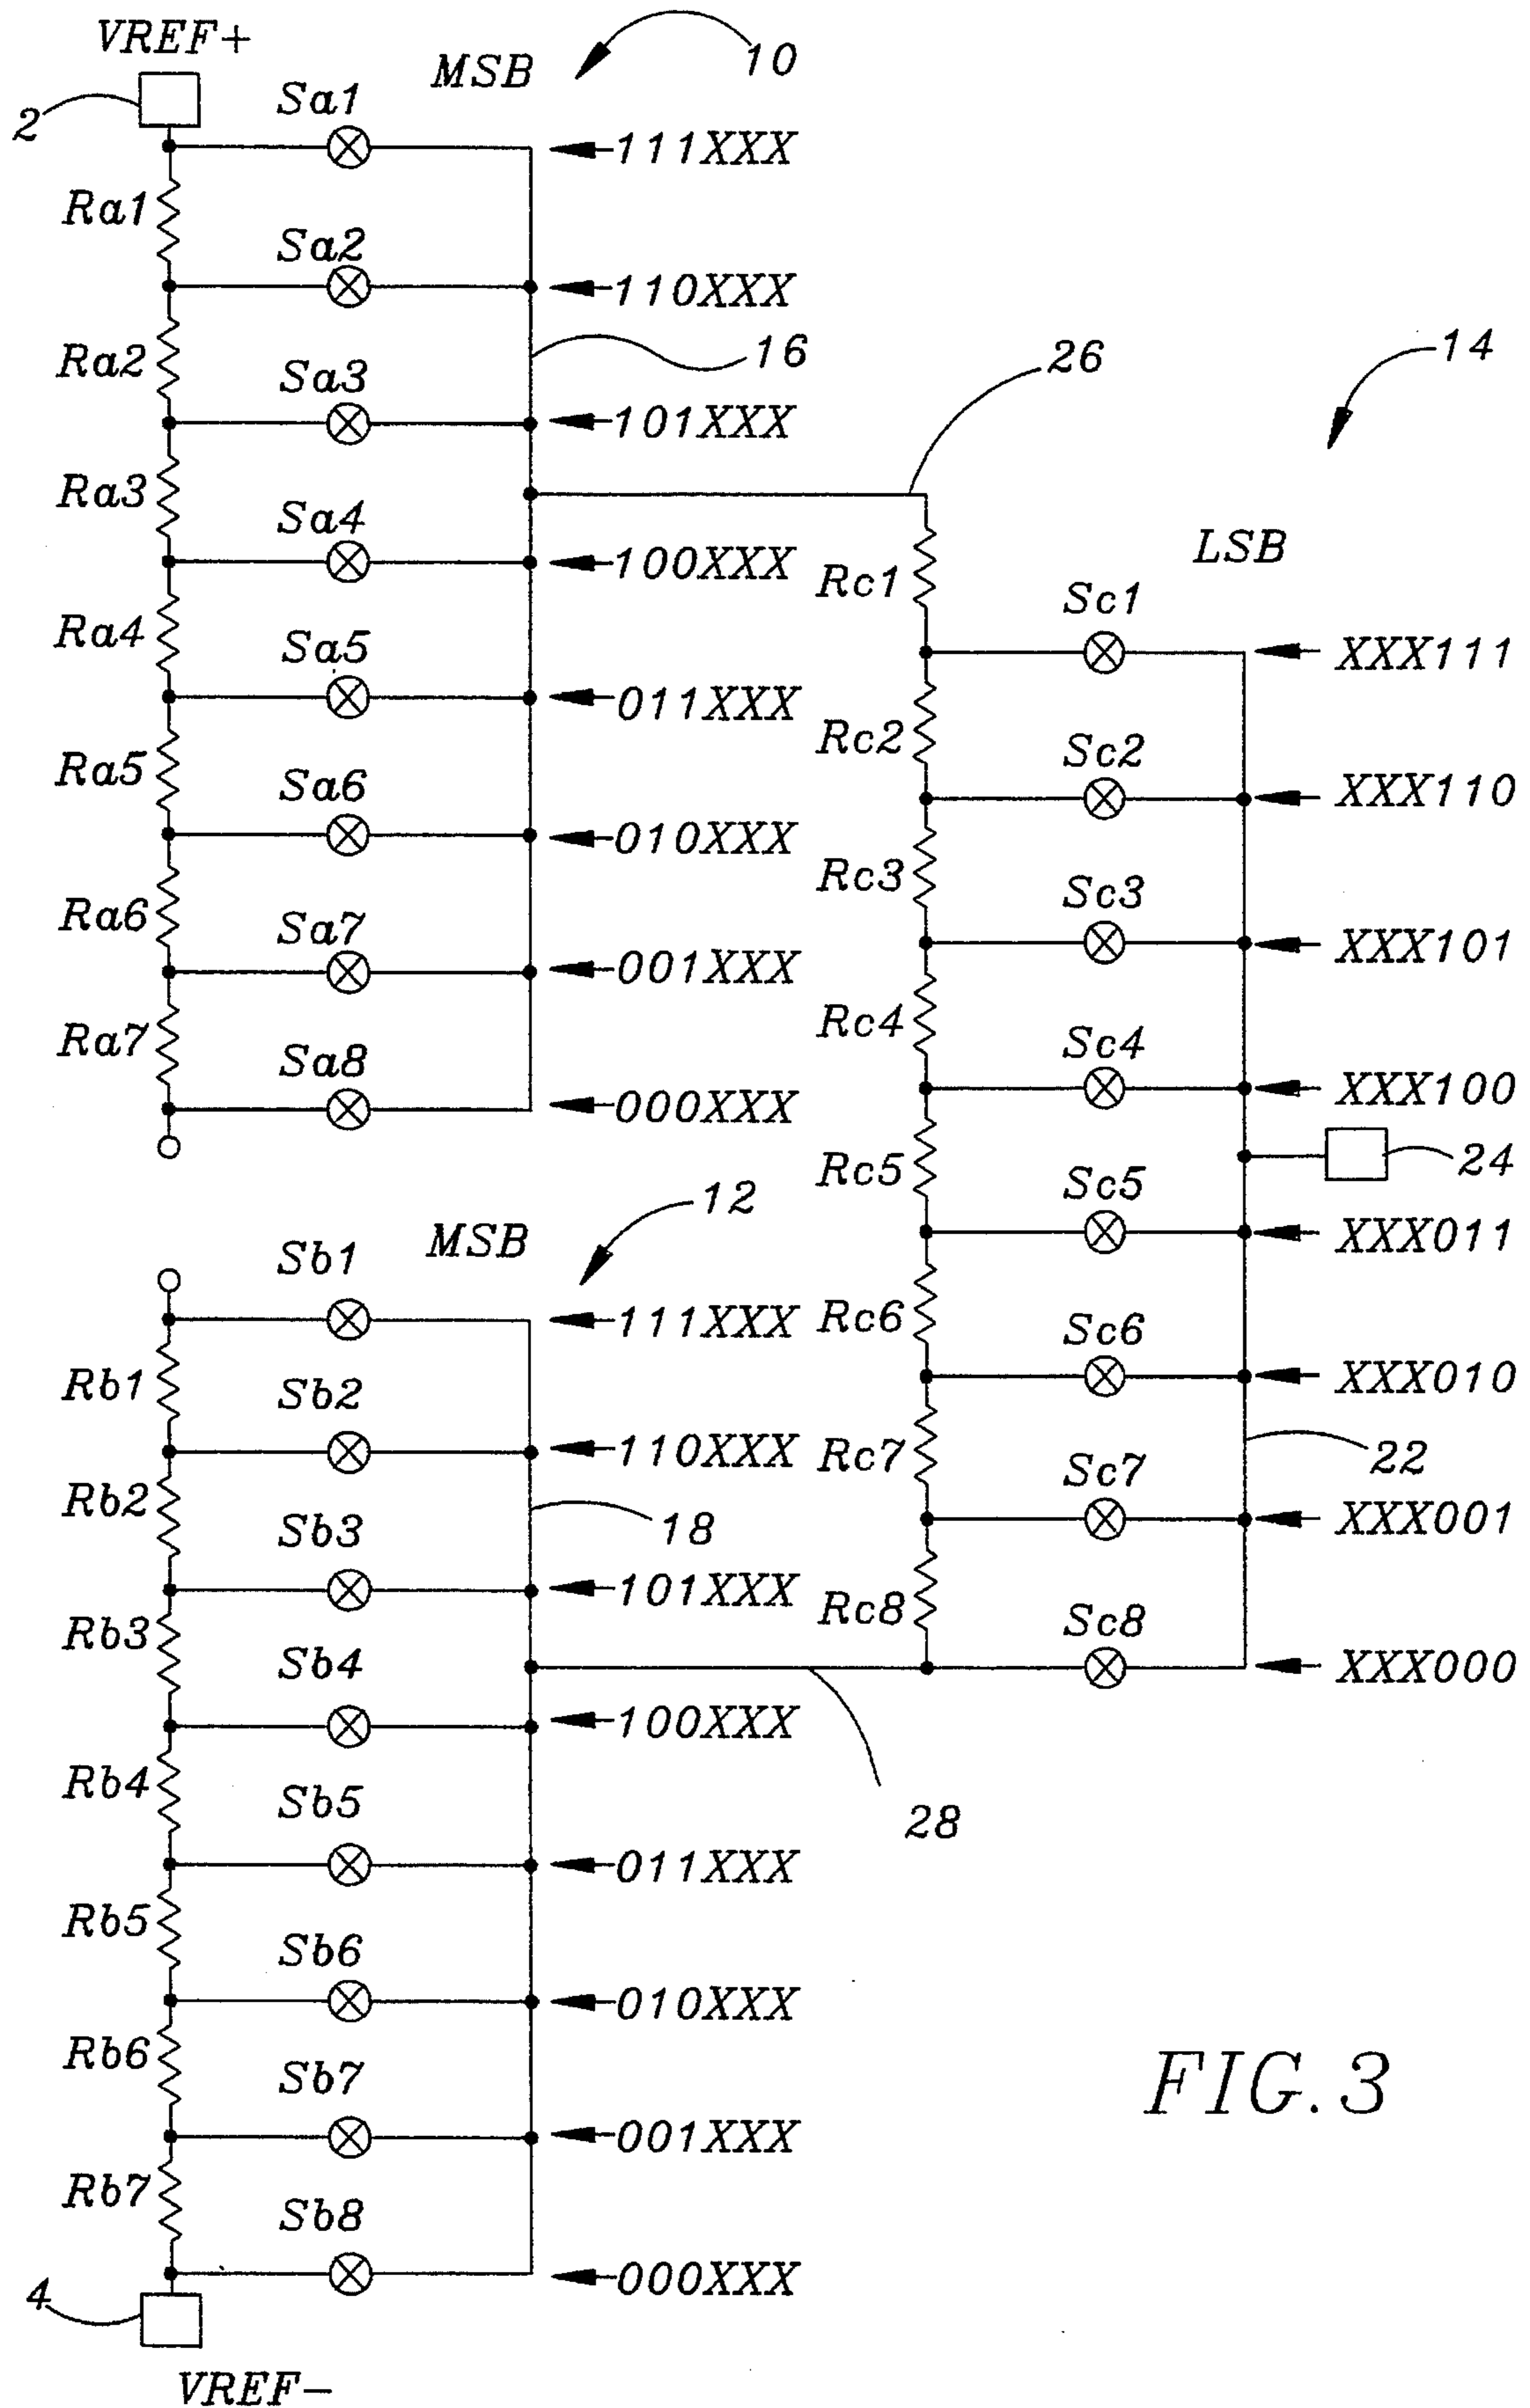 VREF+
MSB
10
2
Sa1
111XXX
Ra1
Sa2
110XXX
16
Ra2
Sa3
101XXX
26
14
Ra3
Sa4
100XXX
LSB
Rc1
Sc1
XXX111
Ra4
Sa5
011XXX
Rc2
Sc2
XXX110
Ra5
Sa6
010XXX
Rc3
Sc3
XXX101
Ra6
Sa7
001XXX
Rc4
Sc4
XXX100
Ra7
Sa8
000XXX
24
Rc5
Sc5
XXX011
MSB
12
Sb1
111XXX
Rc6
Sc6
XXX010
Rb1
Sb2
110XXX
Rc7
Sc7
22
XXX001
Rb2
Sb3
18
101XXX
Rc8
Sc8
XXX000
Rb3
Sb4
100XXX
Rb4
Sb5
28
011XXX
Rb5
Sb6
010XXX
Rb6
Sb7
001XXX
Rb7
Sb8
000XXX
4
VREF-
FIG.3